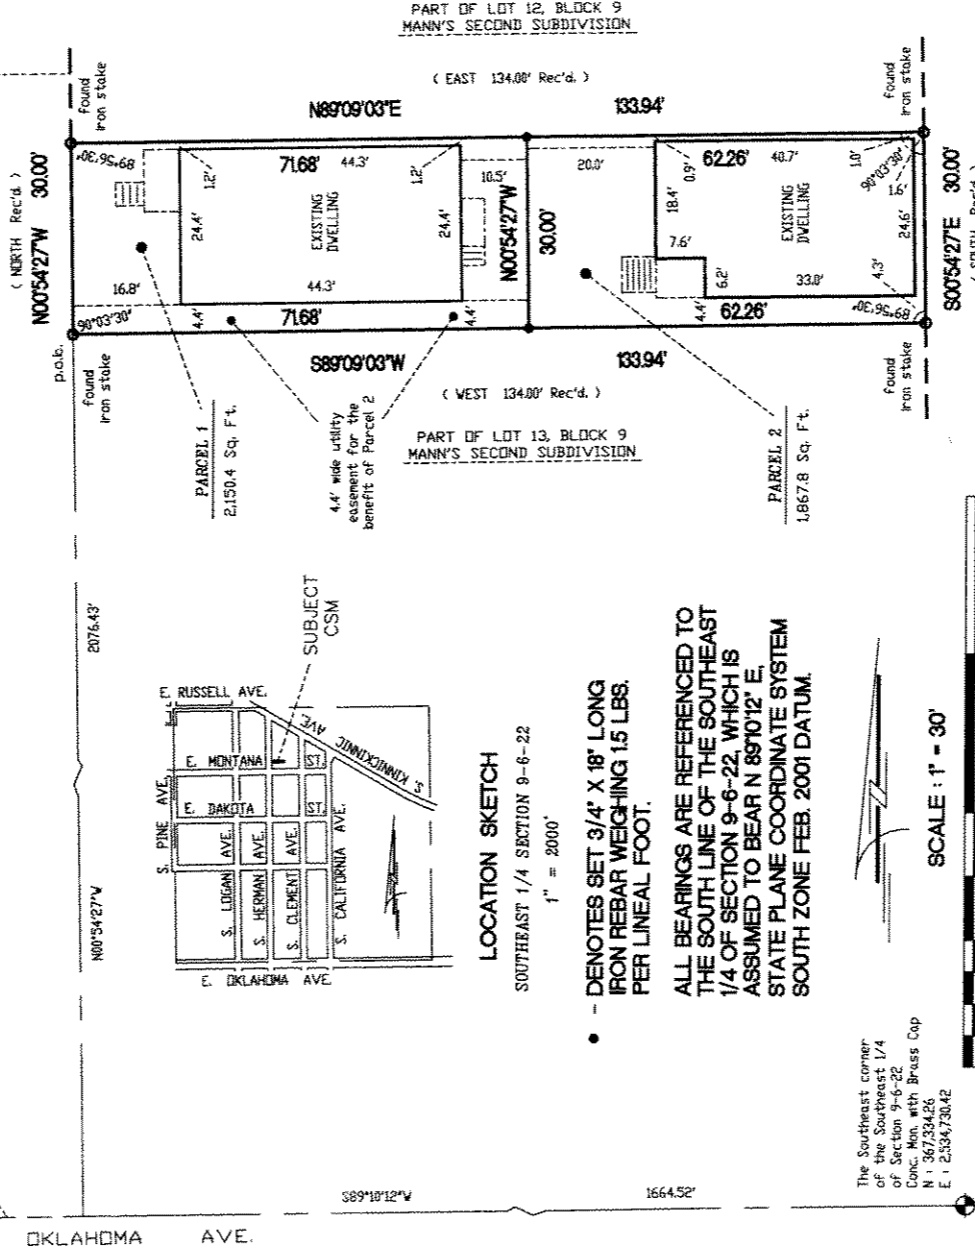 PART OF LOT 12, BLOCK 9
MANN'S SECOND SUBDIVISION
( EAST 134.00' Rec'd. )
N89°09'03"E
133.94'
found
iron stake
found
iron stake
( NORTH Rec'd. )
N00°54'27"W 30.00'
89°56'30"
71.68'
44.3'
1.2'
1.2'
24.4'
EXISTING
DWELLING
24.4'
10.5'
N00°54'27"W
30.00'
20.0'
62.26'
40.7'
0.9'
1.0'
90°03'30"
1.6'
18.4'
EXISTING
DWELLING
24.6'
7.6'
6.2'
33.0'
4.3'
S00°54'27"E 30.00'
16.8'
44.3'
90°03'30"
4.4'
71.68'
4.4'
4.4'
62.26'
89°56'30"
p.o.b.
found
iron stake
S89°09'03"W
133.94'
found
iron stake
( WEST 134.00' Rec'd. )
PART OF LOT 13, BLOCK 9
MANN'S SECOND SUBDIVISION
PARCEL 1
2,150.4 Sq. Ft.
4.4' wide utility
easement for the
benefit of Parcel 2
PARCEL 2
1,867.8 Sq. Ft.
2076.43'
N00°54'27"W
SUBJECT
CSM
E. RUSSELL AVE.
S. KINNICKINNIC AVE.
E. MONTANA ST.
E. DAKOTA ST.
S. PINE AVE.
S. LOGAN AVE.
S. HERMAN AVE.
S. CLEMENT AVE.
S. CALIFORNIA AVE.
E. OKLAHOMA AVE.
LOCATION SKETCH
SOUTHEAST 1/4 SECTION 9-6-22
1" = 2000'
- DENOTES SET 3/4" X 18" LONG
IRON REBAR WEIGHING 1.5 LBS.
PER LINEAL FOOT.
ALL BEARINGS ARE REFERENCED TO
THE SOUTH LINE OF THE SOUTHEAST
1/4 OF SECTION 9-6-22, WHICH IS
ASSUMED TO BEAR N 89°10'12" E,
STATE PLANE COORDINATE SYSTEM
SOUTH ZONE FEB. 2001 DATUM.
SCALE : 1" = 30'
The Southeast corner
of the Southeast 1/4
of Section 9-6-22
Conc. Mon. with Brass Cap
N : 367,334.26
E : 2,534,730.42
S89°10'12"W
1664.52'
OKLAHOMA AVE.